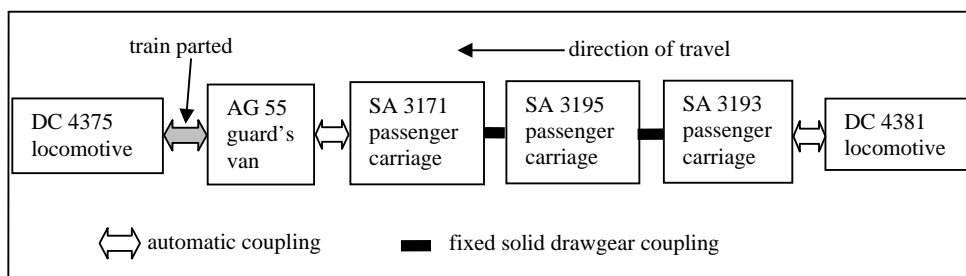 train parted
direction of travel
DC 4375
locomotive
AG 55
guard's
van
SA 3171
passenger
carriage
SA 3195
passenger
carriage
SA 3193
passenger
carriage
DC 4381
locomotive
automatic coupling
fixed solid drawgear coupling